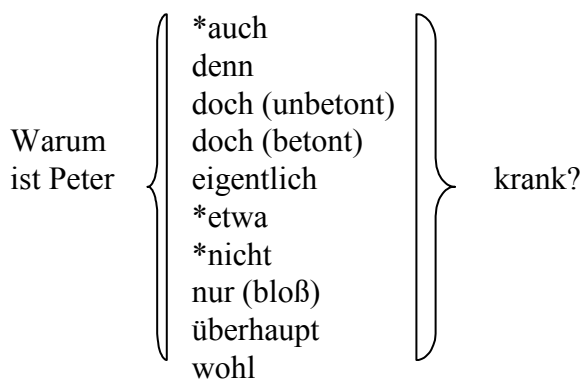 *auch
denn
doch (unbetont)
Warum doch (betont)
ist Peter eigentlich krank?
*etwa
*nicht
nur (bloß)
überhaupt
wohl